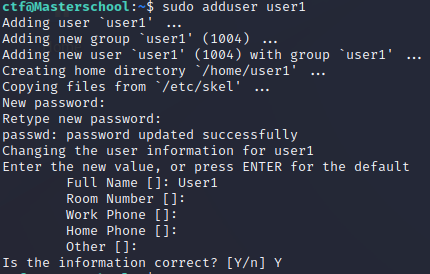 ctf@Masterschool:~$ sudo adduser user1
Adding user `user1' ...
Adding new group `user1' (1004) ...
Adding new user `user1' (1004) with group `user1' ...
Creating home directory `/home/user1' ...
Copying files from `/etc/skel' ...
New password:
Retype new password:
passwd: password updated successfully
Changing the user information for user1
Enter the new value, or press ENTER for the default
Full Name []: User1
Room Number []:
Work Phone []:
Home Phone []:
Other []:
Is the information correct? [Y/n] Y